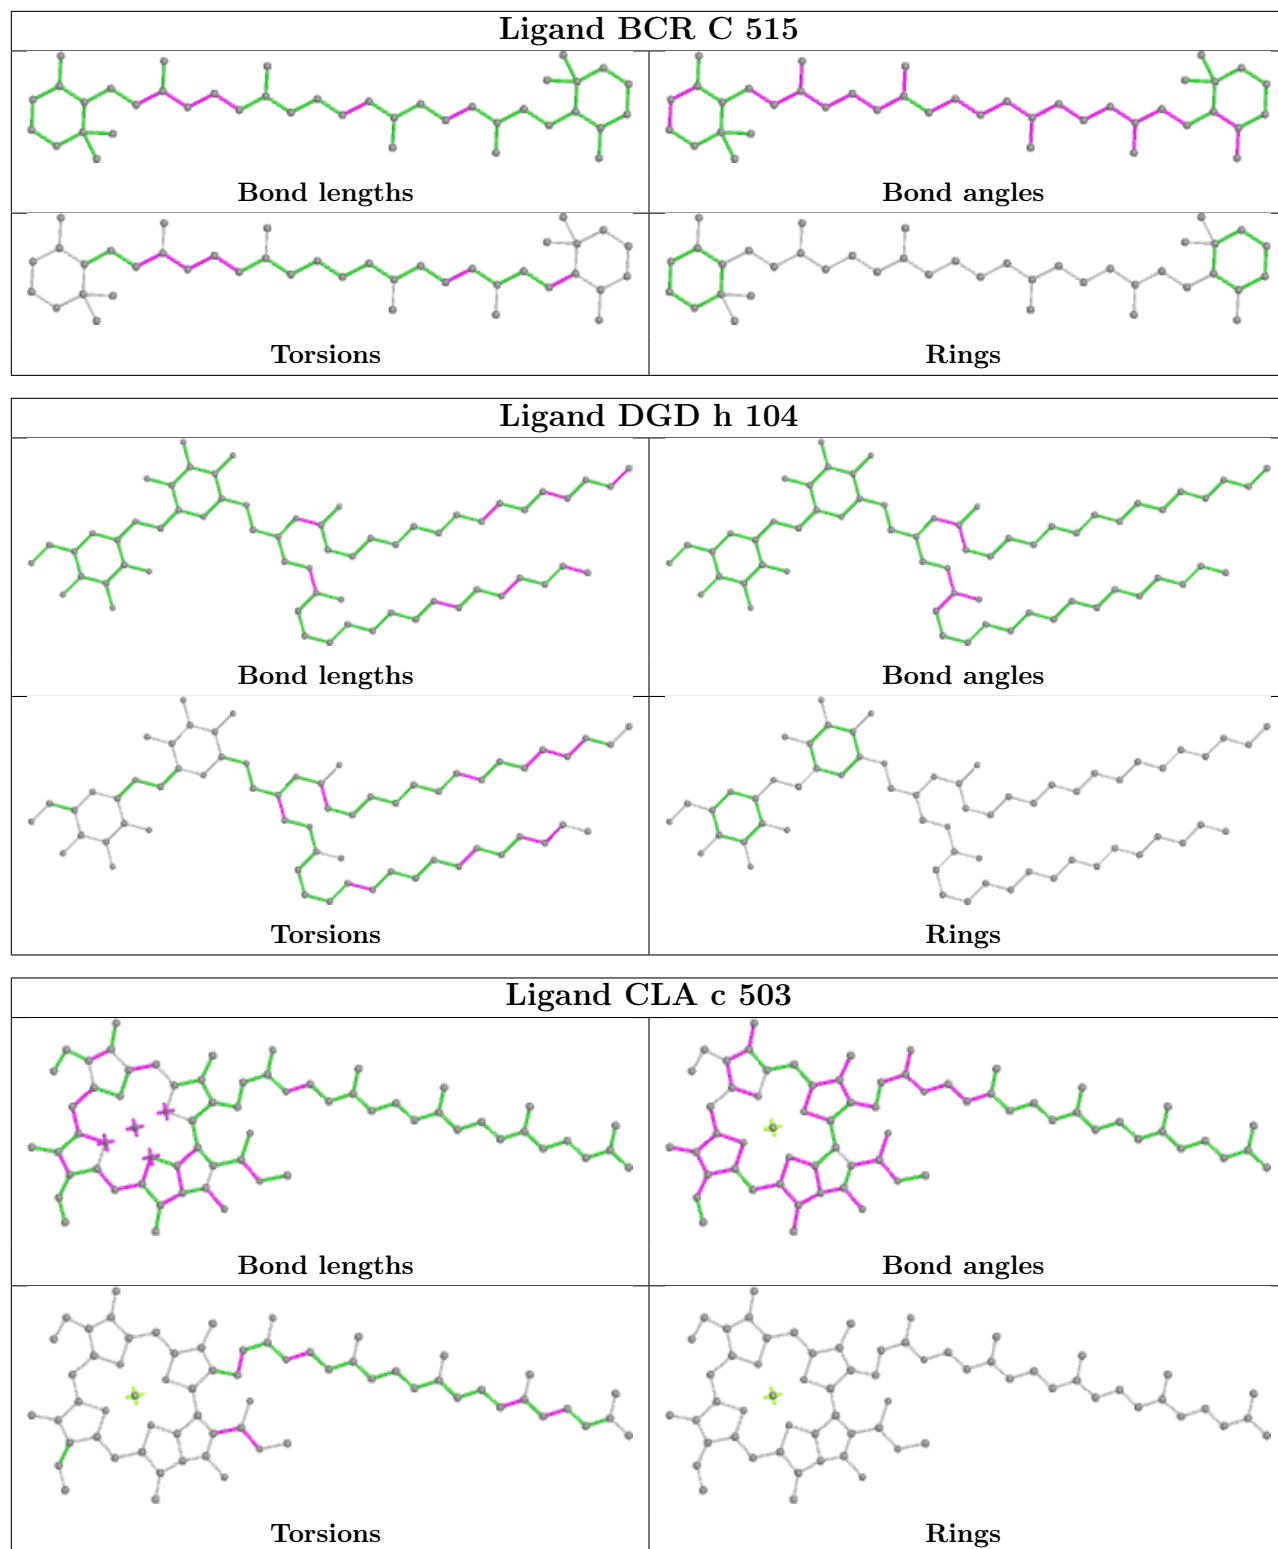 Ligand BCR C 515
Bond lengths
Bond angles
Torsions
Rings
Ligand DGD h 104
Bond lengths
Bond angles
Torsions
Rings
Ligand CLA c 503
Bond lengths
Bond angles
Torsions
Rings